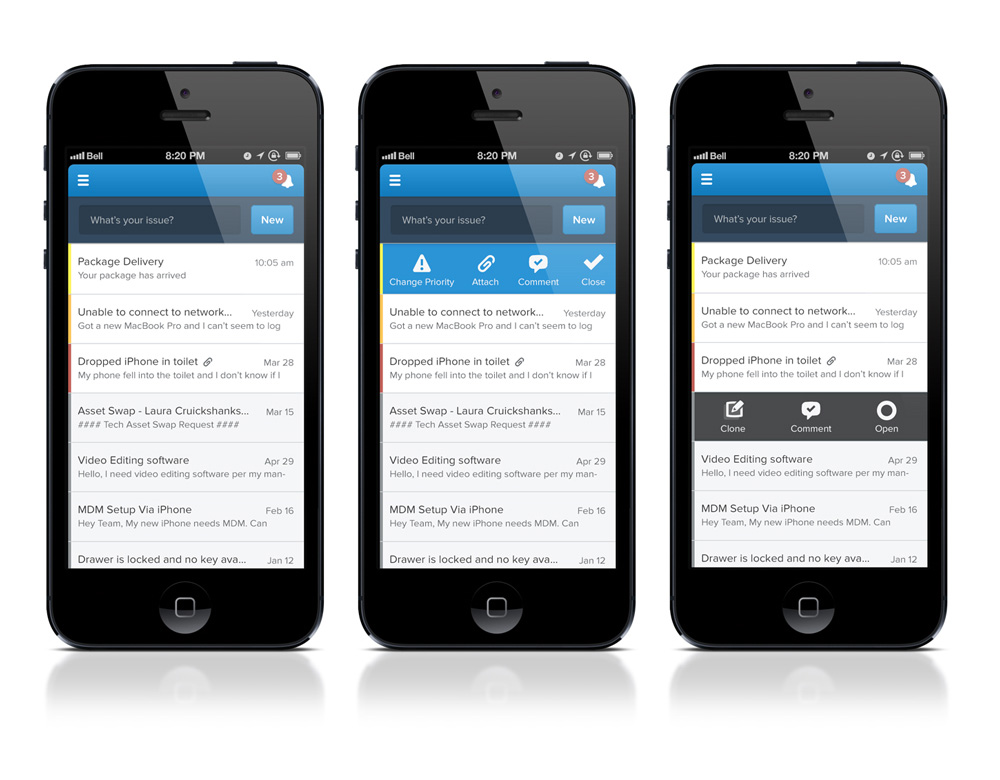 Bell 8:20 PM
3
What's your issue? New
Package Delivery 10:05 am
Your package has arrived
Unable to connect to network... Yesterday
Got a new MacBook Pro and I can't seem to log
Dropped iPhone in toilet Mar 28
My phone fell into the toilet and I don't know if I
Asset Swap - Laura Cruickshanks... Mar 15
#### Tech Asset Swap Request ####
Video Editing software Apr 29
Hello, I need video editing software per my man-
MDM Setup Via iPhone Feb 16
Hey Team, My new iPhone needs MDM. Can
Drawer is locked and no key ava... Jan 12
Bell 8:20 PM
3
What's your issue? New
Change Priority Attach Comment Close
Unable to connect to network... Yesterday
Got a new MacBook Pro and I can't seem to log
Dropped iPhone in toilet Mar 28
My phone fell into the toilet and I don't know if I
Asset Swap - Laura Cruickshanks... Mar 15
#### Tech Asset Swap Request ####
Video Editing software Apr 29
Hello, I need video editing software per my man-
MDM Setup Via iPhone Feb 16
Hey Team, My new iPhone needs MDM. Can
Drawer is locked and no key ava... Jan 12
Bell 8:20 PM
3
What's your issue? New
Package Delivery 10:05 am
Your package has arrived
Unable to connect to network... Yesterday
Got a new MacBook Pro and I can't seem to log
Dropped iPhone in toilet Mar 28
My phone fell into the toilet and I don't know if I
Clone Comment Open
Video Editing software Apr 29
Hello, I need video editing software per my man-
MDM Setup Via iPhone Feb 16
Hey Team, My new iPhone needs MDM. Can
Drawer is locked and no key ava... Jan 12